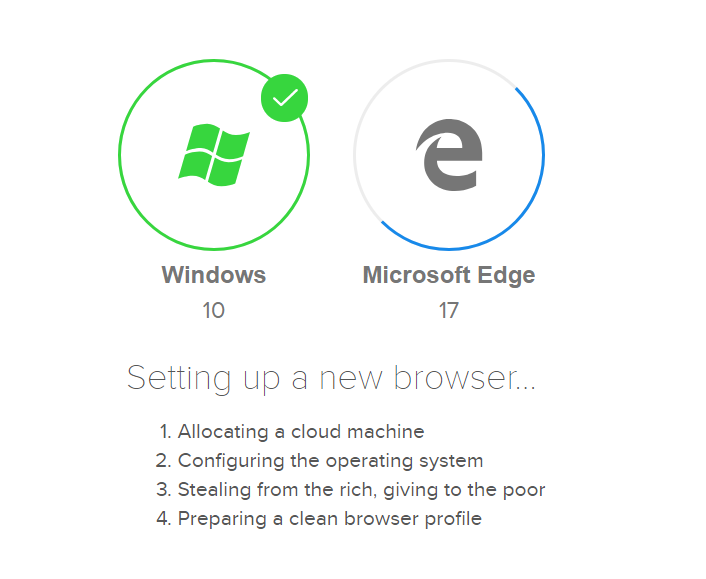 Windows
10
Microsoft Edge
17
Setting up a new browser...
1. Allocating a cloud machine
2. Configuring the operating system
3. Stealing from the rich, giving to the poor
4. Preparing a clean browser profile